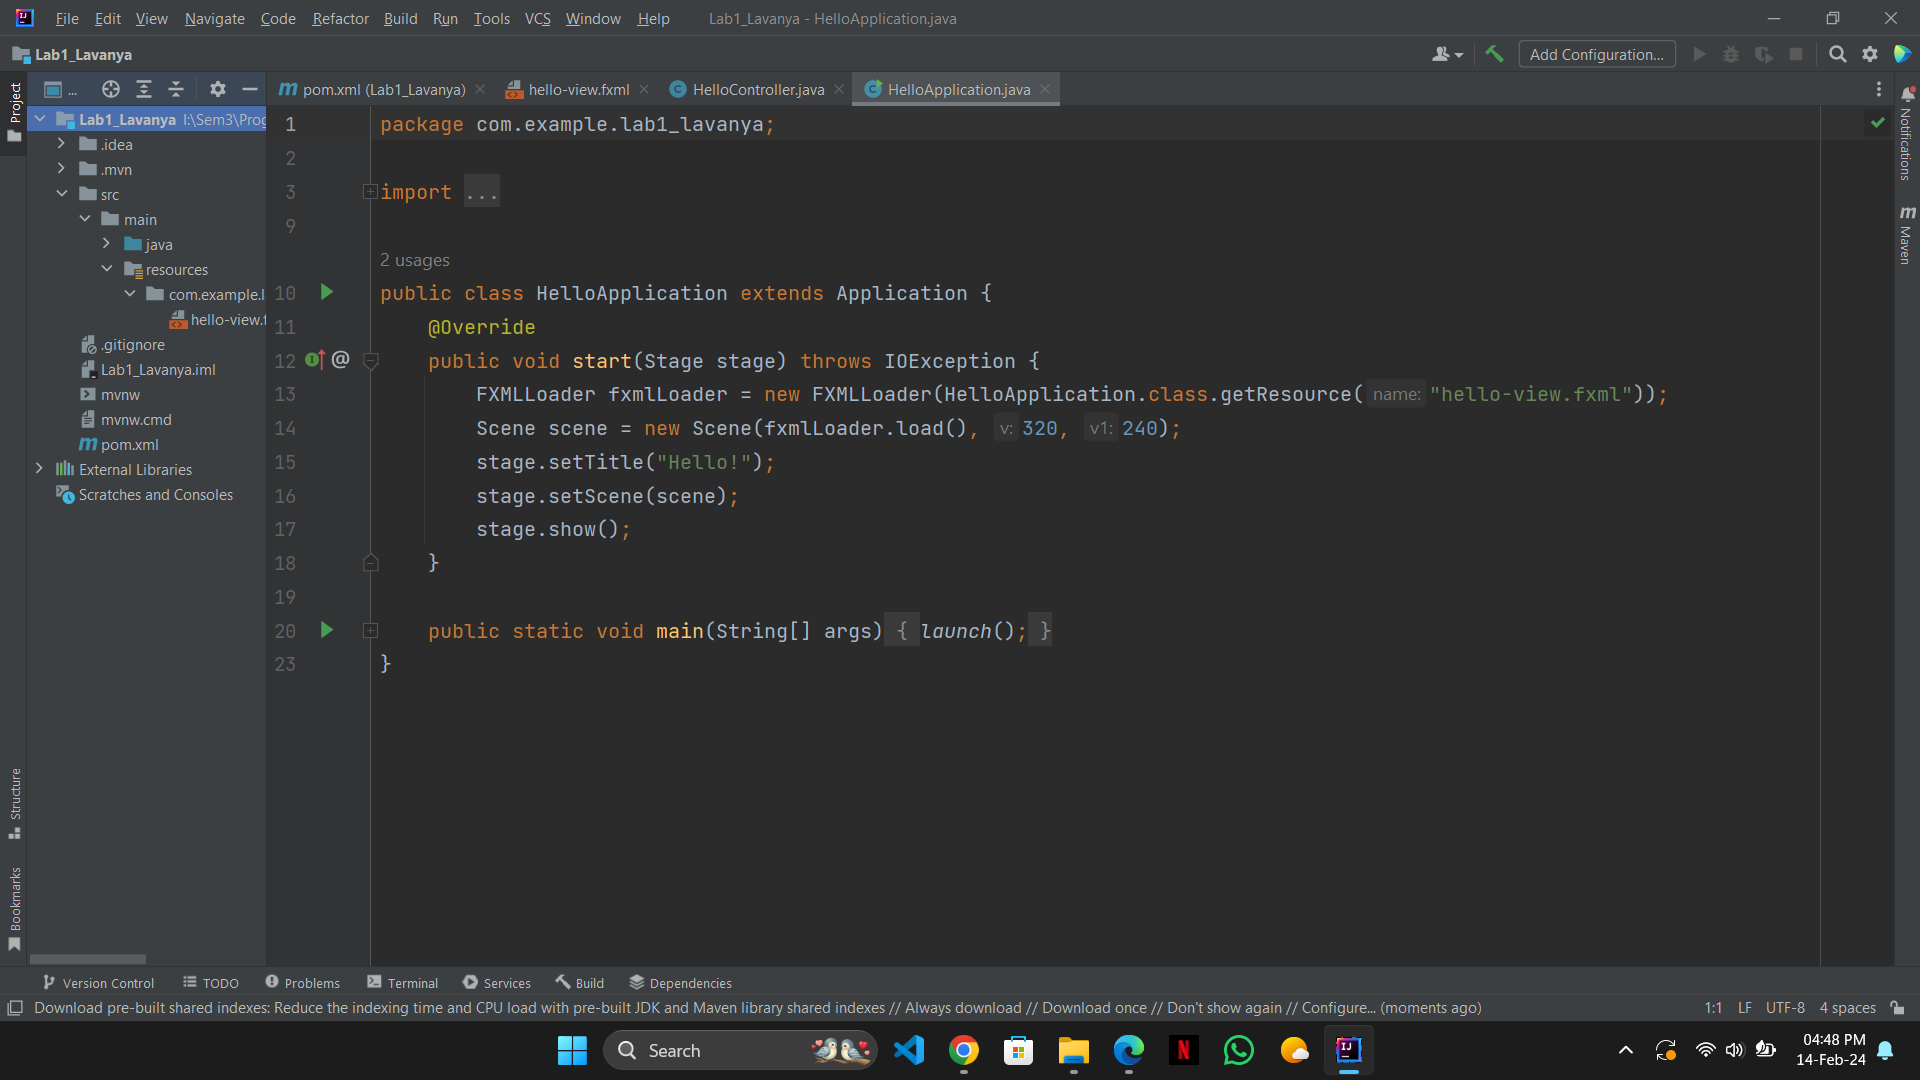 File Edit View Navigate Code Refactor Build Run Tools VCS Window Help Lab1_Lavanya - HelloApplication.java
Lab1_Lavanya Add Configuration...
... pom.xml (Lab1_Lavanya) hello-view.fxml HelloController.java HelloApplication.java
Project
Lab1_Lavanya I:\Sem3\Prog
.idea
.mvn
src
main
java
resources
com.example.l
hello-view.f
.gitignore
Lab1_Lavanya.iml
mvnw
mvnw.cmd
pom.xml
External Libraries
Scratches and Consoles
Structure
Bookmarks
1 package com.example.lab1_lavanya;
2
3 import ...
9
2 usages
10 public class HelloApplication extends Application {
11 @Override
12 @ public void start(Stage stage) throws IOException {
13 FXMLLoader fxmlLoader = new FXMLLoader(HelloApplication.class.getResource( name: "hello-view.fxml"));
14 Scene scene = new Scene(fxmlLoader.load(), v: 320, v1: 240);
15 stage.setTitle("Hello!");
16 stage.setScene(scene);
17 stage.show();
18 }
19
20 public static void main(String[] args) { launch(); }
23 }
Notifications
Maven
Version Control TODO Problems Terminal Services Build Dependencies
Download pre-built shared indexes: Reduce the indexing time and CPU load with pre-built JDK and Maven library shared indexes // Always download // Download once // Don't show again // Configure... (moments ago) 1:1 LF UTF-8 4 spaces
Search 04:48 PM
14-Feb-24